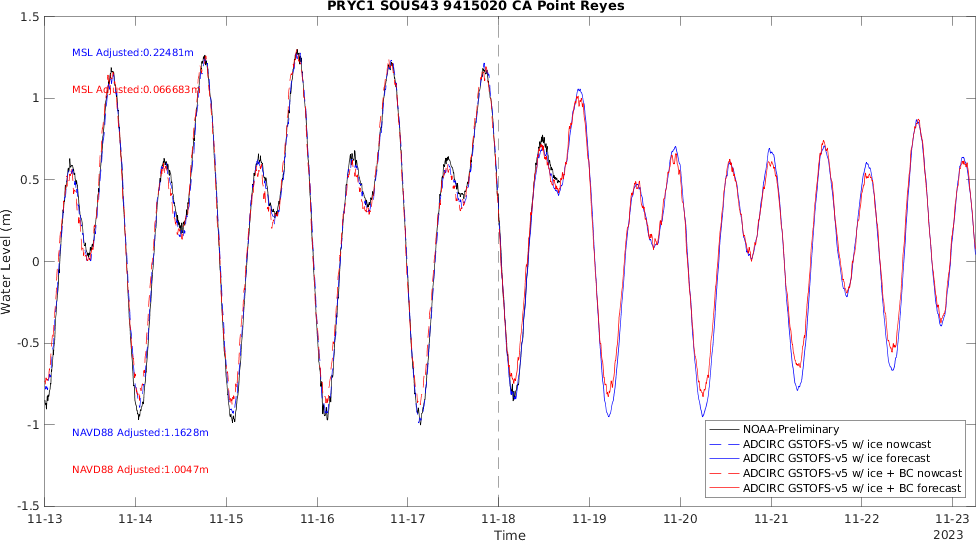 PRYC1 SOUS43 9415020 CA Point Reyes
1.5
MSL Adjusted:0.22481m
MSL Adjusted:0.066683m
1
0.5
Water Level (m)
0
-0.5
-1
NAVD88 Adjusted:1.1628m
NAVD88 Adjusted:1.0047m
NOAA-Preliminary
ADCIRC GSTOFS-v5 w/ ice nowcast
ADCIRC GSTOFS-v5 w/ ice forecast
ADCIRC GSTOFS-v5 w/ ice + BC nowcast
ADCIRC GSTOFS-v5 w/ ice + BC forecast
-1.5
11-13 11-14 11-15 11-16 11-17 11-18 11-19 11-20 11-21 11-22 11-23
Time
2023